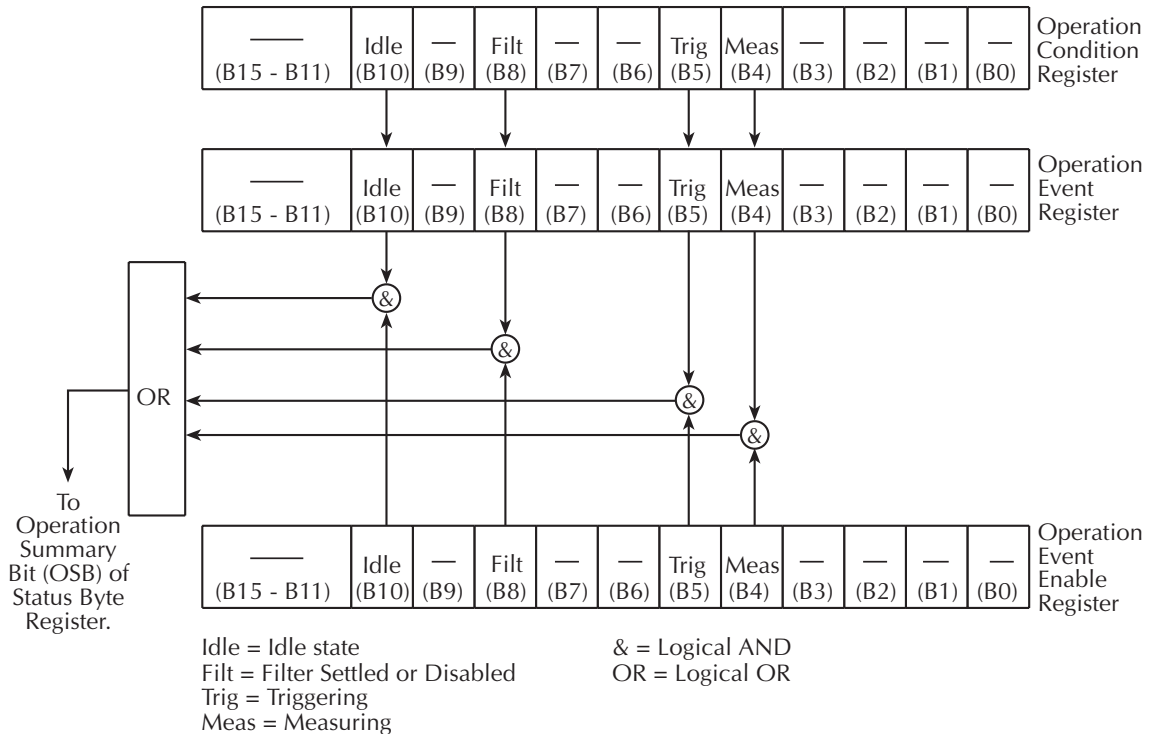 Idle — Filt — — Trig Meas — — — —
(B15 - B11) (B10) (B9) (B8) (B7) (B6) (B5) (B4) (B3) (B2) (B1) (B0)
Operation
Condition
Register
Idle — Filt — — Trig Meas — — — —
(B15 - B11) (B10) (B9) (B8) (B7) (B6) (B5) (B4) (B3) (B2) (B1) (B0)
Operation
Event
Register
&
&
&
&
OR
To
Operation
Summary
Bit (OSB) of
Status Byte
Register.
Idle — Filt — — Trig Meas — — — —
(B15 - B11) (B10) (B9) (B8) (B7) (B6) (B5) (B4) (B3) (B2) (B1) (B0)
Operation
Event
Enable
Register
Idle = Idle state
Filt = Filter Settled or Disabled
Trig = Triggering
Meas = Measuring
& = Logical AND
OR = Logical OR